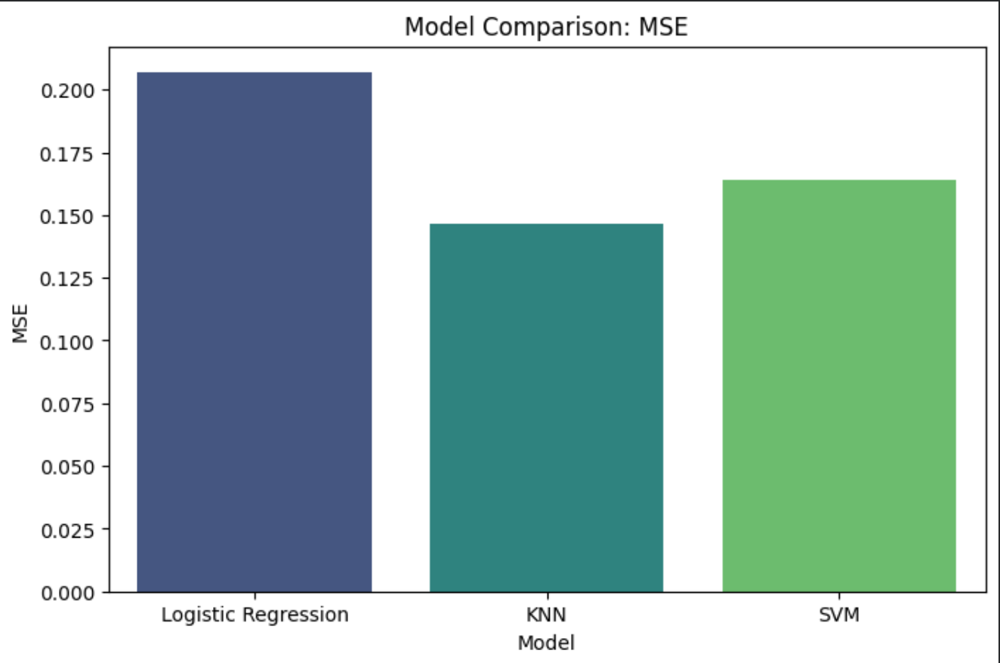 Model Comparison: MSE
0.200
0.175
0.150
0.125
0.100
0.075
0.050
0.025
0.000
MSE
Logistic Regression
KNN
SVM
Model